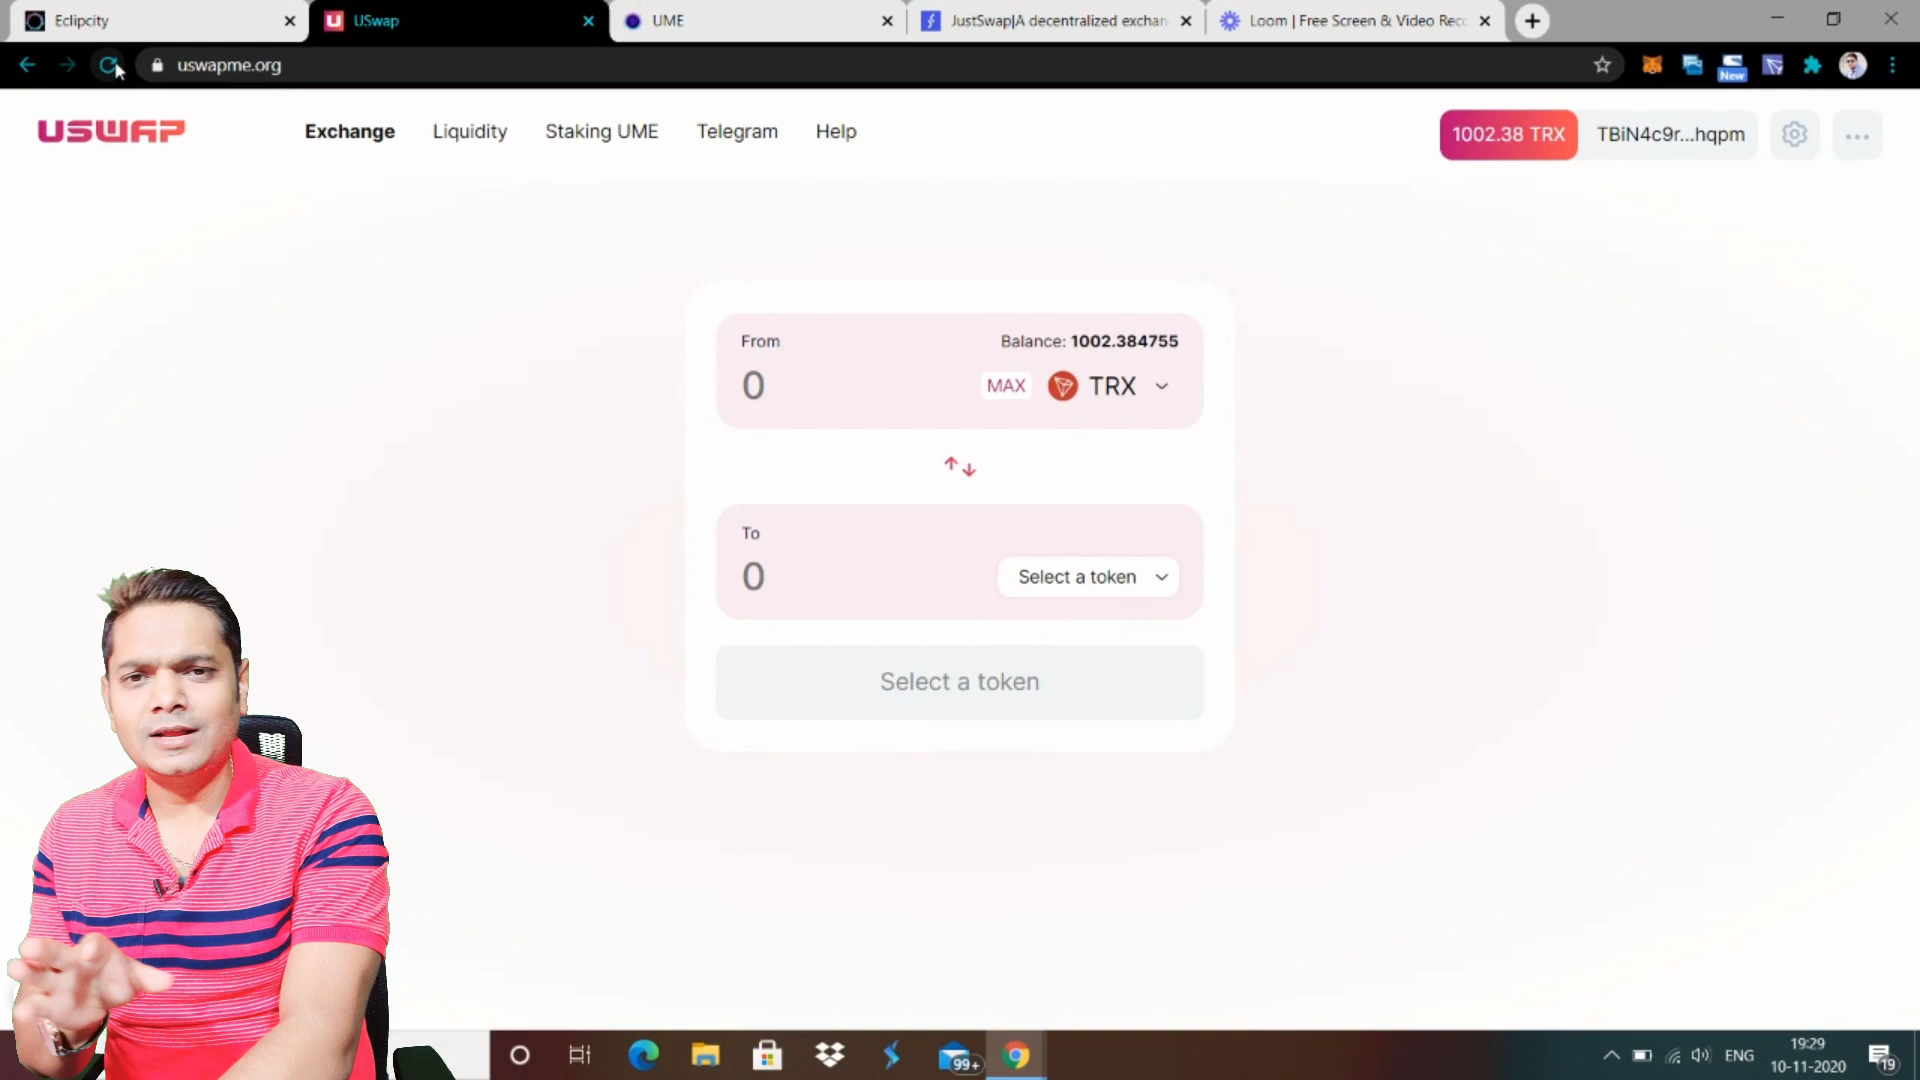 Eclipcity
USwap
UME
JustSwap|A decentralized exchan
Loom | Free Screen & Video Reco
uswapme.org
New
USWAP
Exchange
Liquidity
Staking UME
Telegram
Help
1002.38 TRX
TBiN4c9r...hqpm
From
Balance: 1002.384755
0
MAX
TRX
To
0
Select a token
Select a token
99+
ENG
19:29
10-11-2020
19